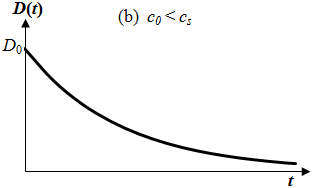 D(t)
(b) c₀ < cₛ
D₀
t